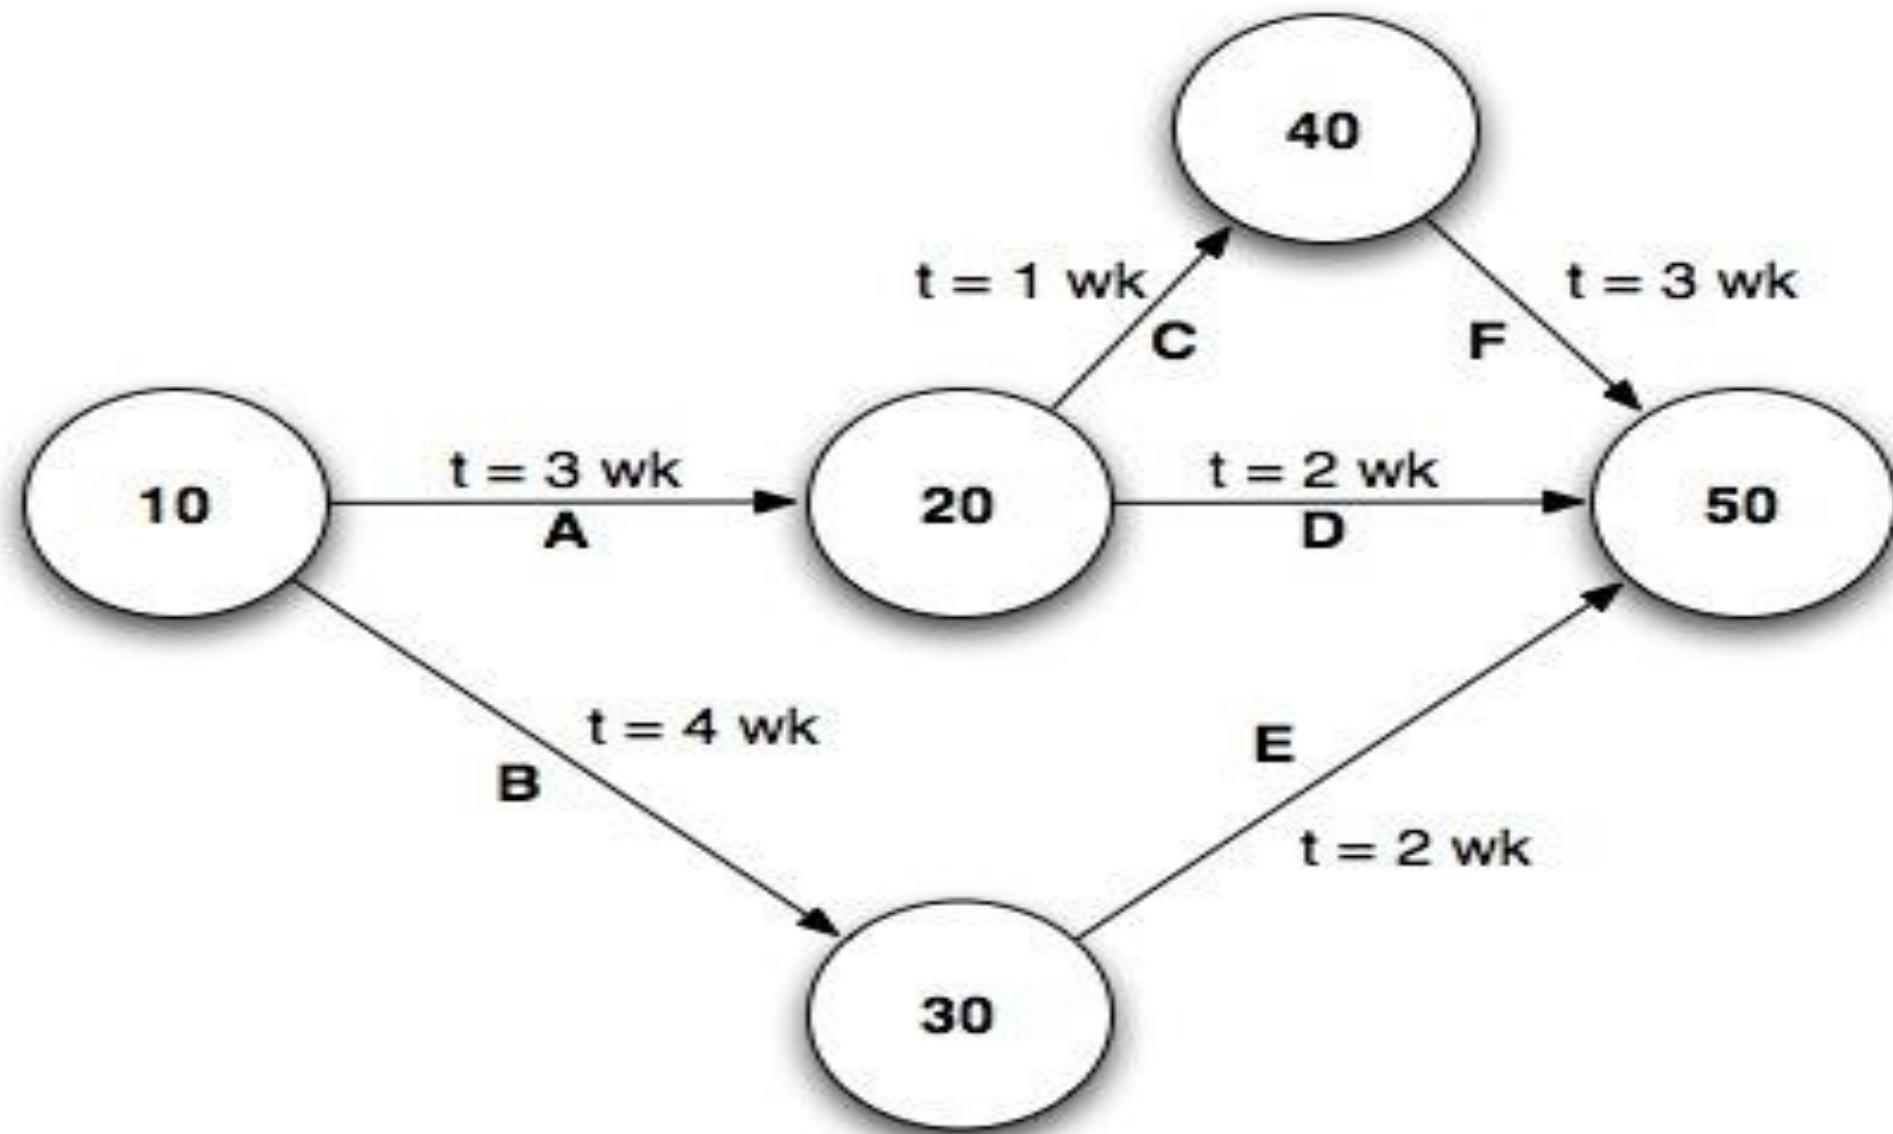 40
t = 1 wk
t = 3 wk
C
F
t = 3 wk
t = 2 wk
10
20
50
A
D
t = 4 wk
E
B
t = 2 wk
30